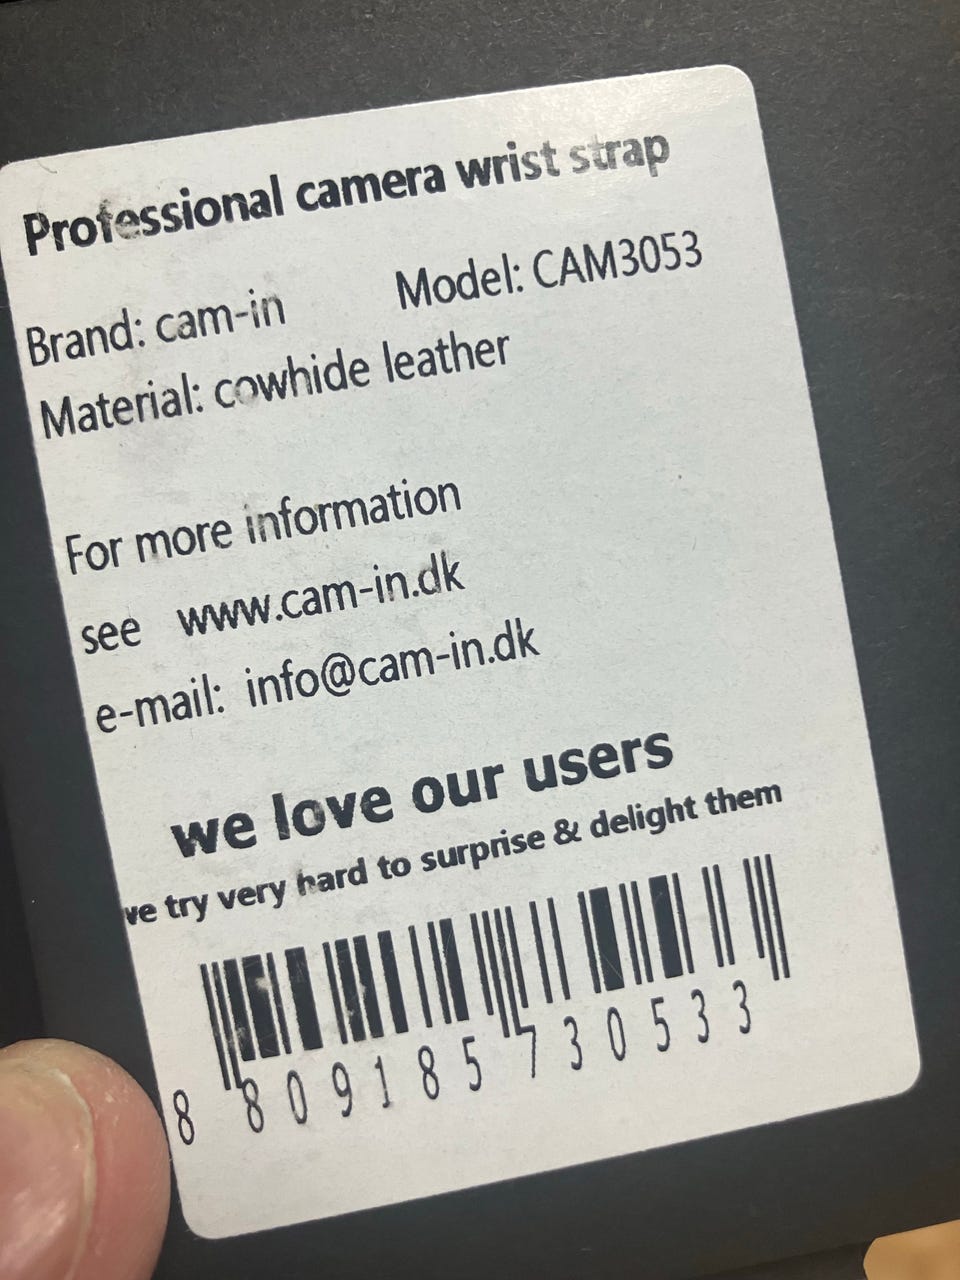 Professional camera wrist strap
Brand: cam-in Model: CAM3053
Material: cowhide leather
For more information
see www.cam-in.dk
e-mail: info@cam-in.dk
we love our users
we try very hard to surprise & delight them
8 809185 730533